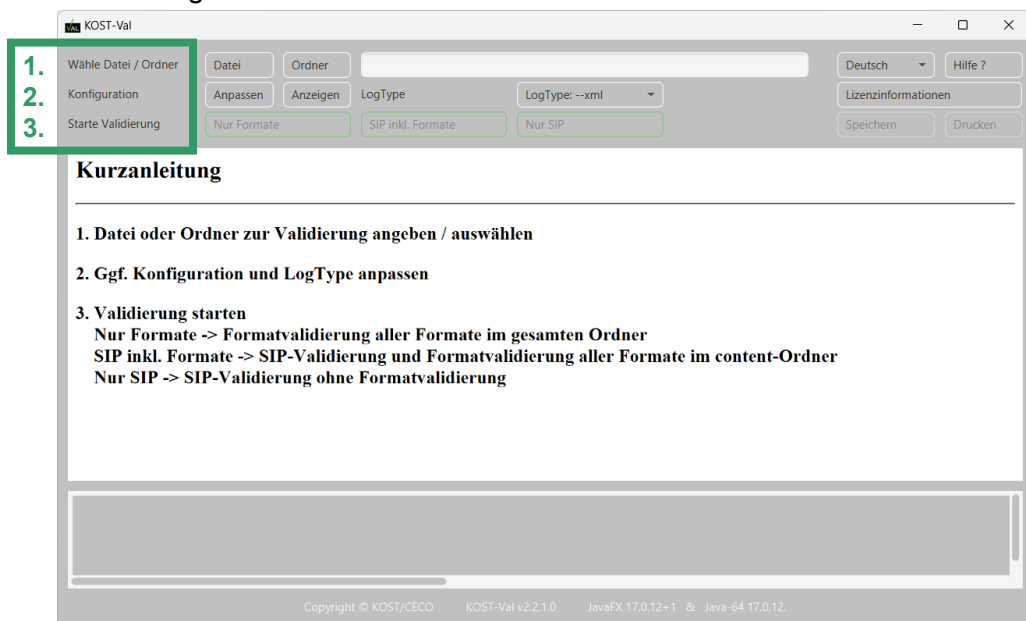 KOST-Val
1. Wähle Datei / Ordner Datei Ordner Deutsch Hilfe ?
2. Konfiguration Anpassen Anzeigen LogType LogType: --xml Lizenzinformationen
3. Starte Validierung Nur Formate SIP inkl. Formate Nur SIP Speichern Drucken
Kurzanleitung
1. Datei oder Ordner zur Validierung angeben / auswählen
2. Ggf. Konfiguration und LogType anpassen
3. Validierung starten
Nur Formate -> Formatvalidierung aller Formate im gesamten Ordner
SIP inkl. Formate -> SIP-Validierung und Formatvalidierung aller Formate im content-Ordner
Nur SIP -> SIP-Validierung ohne Formatvalidierung
Copyright © KOST/CECO KOST-Val v2.2.1.0 JavaFX 17.0.12+1 & Java-64 17.0.12.